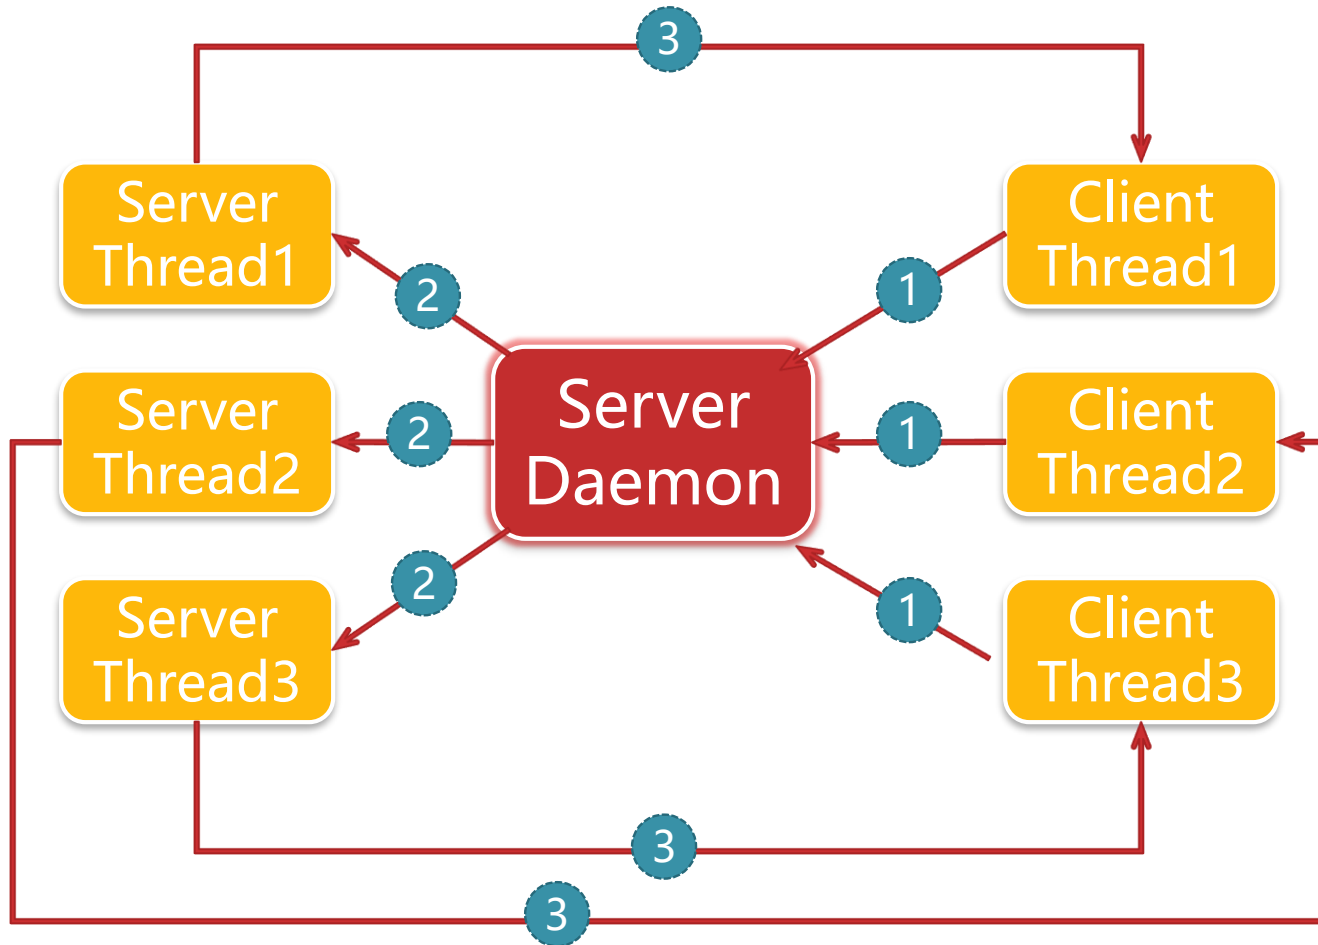 3
Server
Thread1
Client
Thread1
2
1
Server
Daemon
Server
Thread2
2
1
Client
Thread2
Server
Thread3
2
1
Client
Thread3
3
3